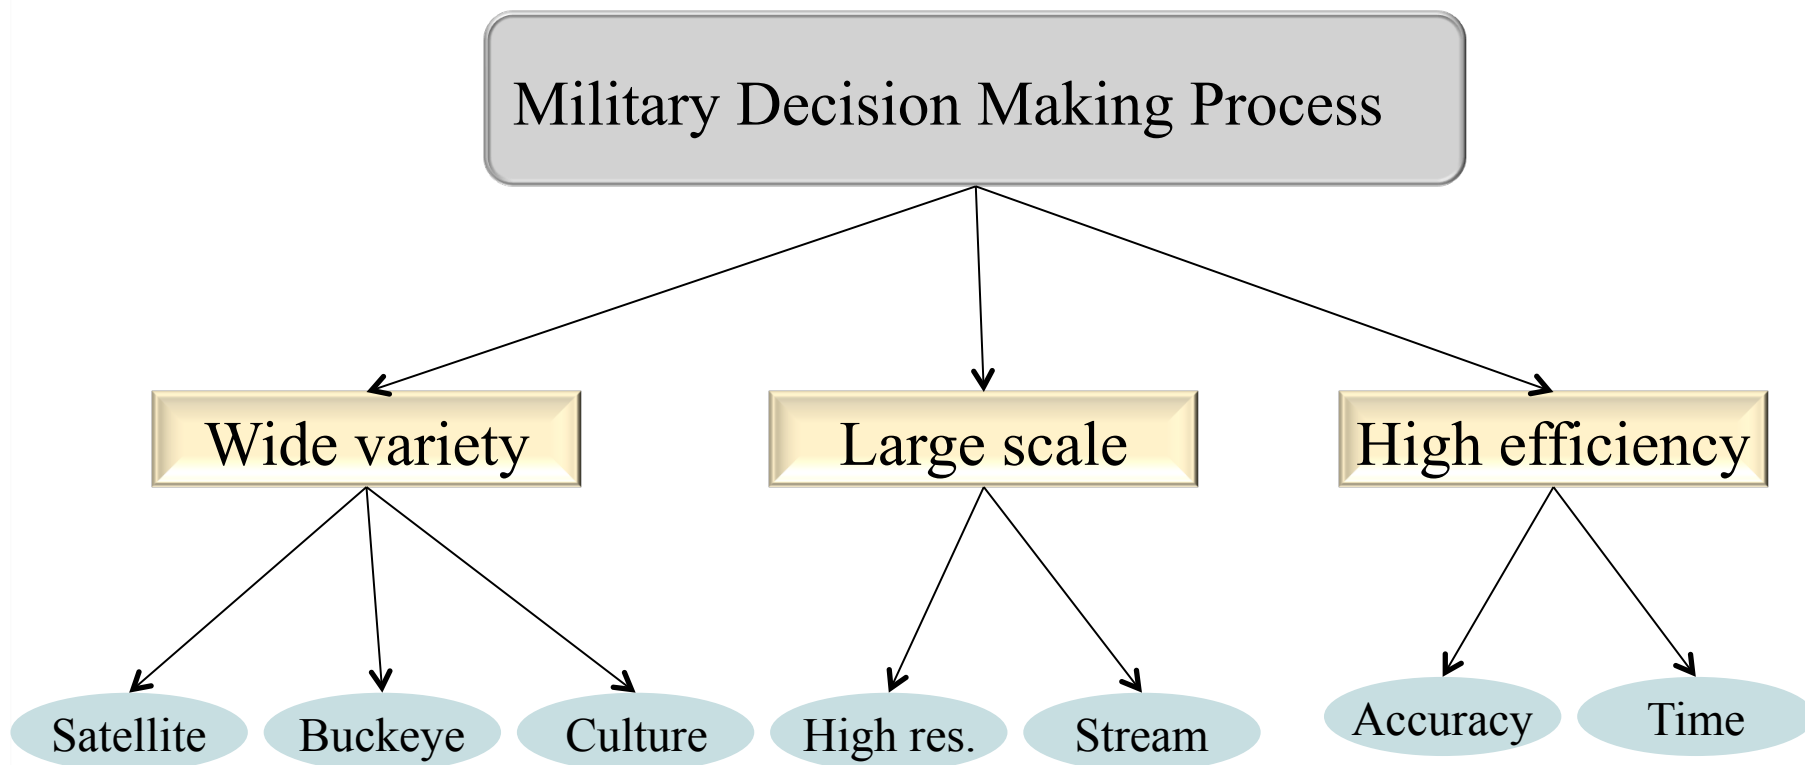 Military Decision Making Process
Wide variety
Large scale
High efficiency
Satellite
Buckeye
Culture
High res.
Stream
Accuracy
Time